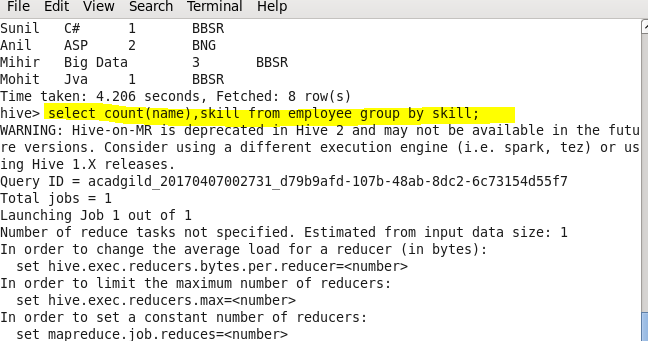 File Edit View Search Terminal Help
Sunil C# 1 BBSR
Anil ASP 2 BNG
Mihir Big Data 3 BBSR
Mohit Jva 1 BBSR
Time taken: 4.206 seconds, Fetched: 8 row(s)
hive> select count(name),skill from employee group by skill;
WARNING: Hive-on-MR is deprecated in Hive 2 and may not be available in the futu
re versions. Consider using a different execution engine (i.e. spark, tez) or us
ing Hive 1.X releases.
Query ID = acadgild_20170407002731_d79b9afd-107b-48ab-8dc2-6c73154d55f7
Total jobs = 1
Launching Job 1 out of 1
Number of reduce tasks not specified. Estimated from input data size: 1
In order to change the average load for a reducer (in bytes):
  set hive.exec.reducers.bytes.per.reducer=<number>
In order to limit the maximum number of reducers:
  set hive.exec.reducers.max=<number>
In order to set a constant number of reducers:
  set mapreduce.job.reduces=<number>